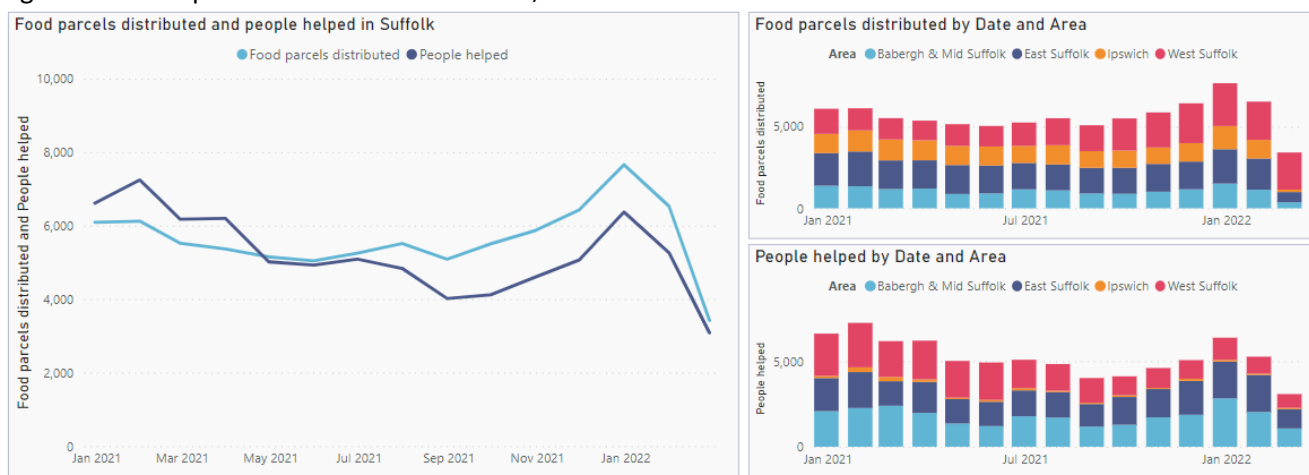 Food parcels distributed and people helped in Suffolk
Food parcels distributed People helped
Food parcels distributed and People helped
10,000
8,000
6,000
4,000
2,000
0
Jan 2021 Mar 2021 May 2021 Jul 2021 Sep 2021 Nov 2021 Jan 2022
Food parcels distributed by Date and Area
Area Babergh & Mid Suffolk East Suffolk Ipswich West Suffolk
Food parcels distributed
5,000
0
Jan 2021 Jul 2021 Jan 2022
People helped by Date and Area
Area Babergh & Mid Suffolk East Suffolk Ipswich West Suffolk
People helped
5,000
0
Jan 2021 Jul 2021 Jan 2022